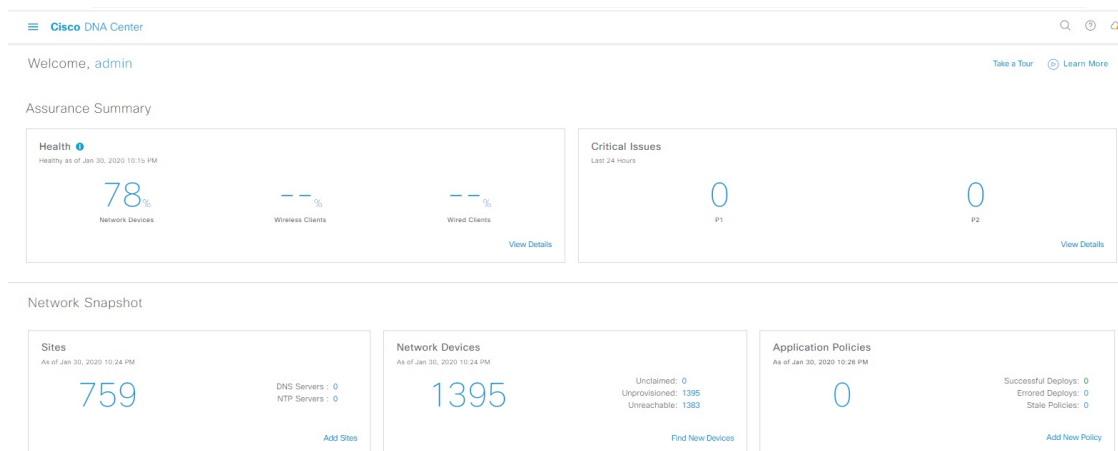 Cisco DNA Center
Welcome, admin
Take a Tour
Learn More
Assurance Summary
Health
Healthy as of Jan 30, 2020 10:15 PM
78%
Network Devices
--%
Wireless Clients
--%
Wired Clients
View Details
Critical Issues
Last 24 Hours
0
P1
0
P2
View Details
Network Snapshot
Sites
As of Jan 30, 2020 10:24 PM
759
DNS Servers : 0
NTP Servers : 0
Add Sites
Network Devices
As of Jan 30, 2020 10:24 PM
1395
Unclaimed: 0
Unprovisioned: 1395
Unreachable: 1383
Find New Devices
Application Policies
As of Jan 30, 2020 10:26 PM
0
Successful Deploys: 0
Errored Deploys: 0
Stale Policies: 0
Add New Policy